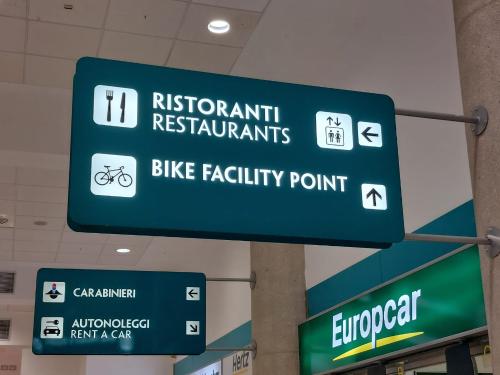 RISTORANTI
RESTAURANTS
BIKE FACILITY POINT
CARABINIERI
AUTONOLEGGI
RENT A CAR
Europcar
Hertz